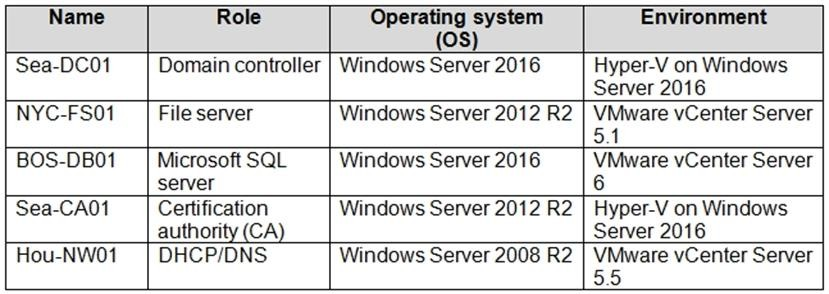 Name Role Operating system (OS) Environment
Sea-DC01 Domain controller Windows Server 2016 Hyper-V on Windows Server 2016
NYC-FS01 File server Windows Server 2012 R2 VMware vCenter Server 5.1
BOS-DB01 Microsoft SQL server Windows Server 2016 VMware vCenter Server 6
Sea-CA01 Certification authority (CA) Windows Server 2012 R2 Hyper-V on Windows Server 2016
Hou-NW01 DHCP/DNS Windows Server 2008 R2 VMware vCenter Server 5.5